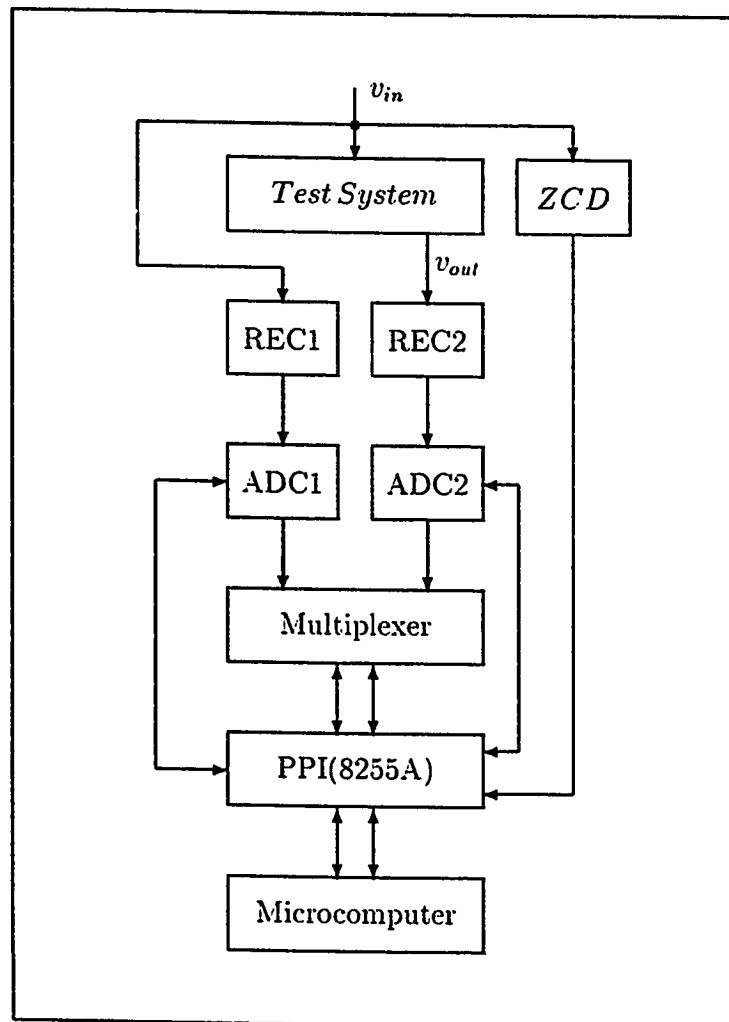 v_in
Test System
ZCD
v_out
REC1
REC2
ADC1
ADC2
Multiplexer
PPI(8255A)
Microcomputer